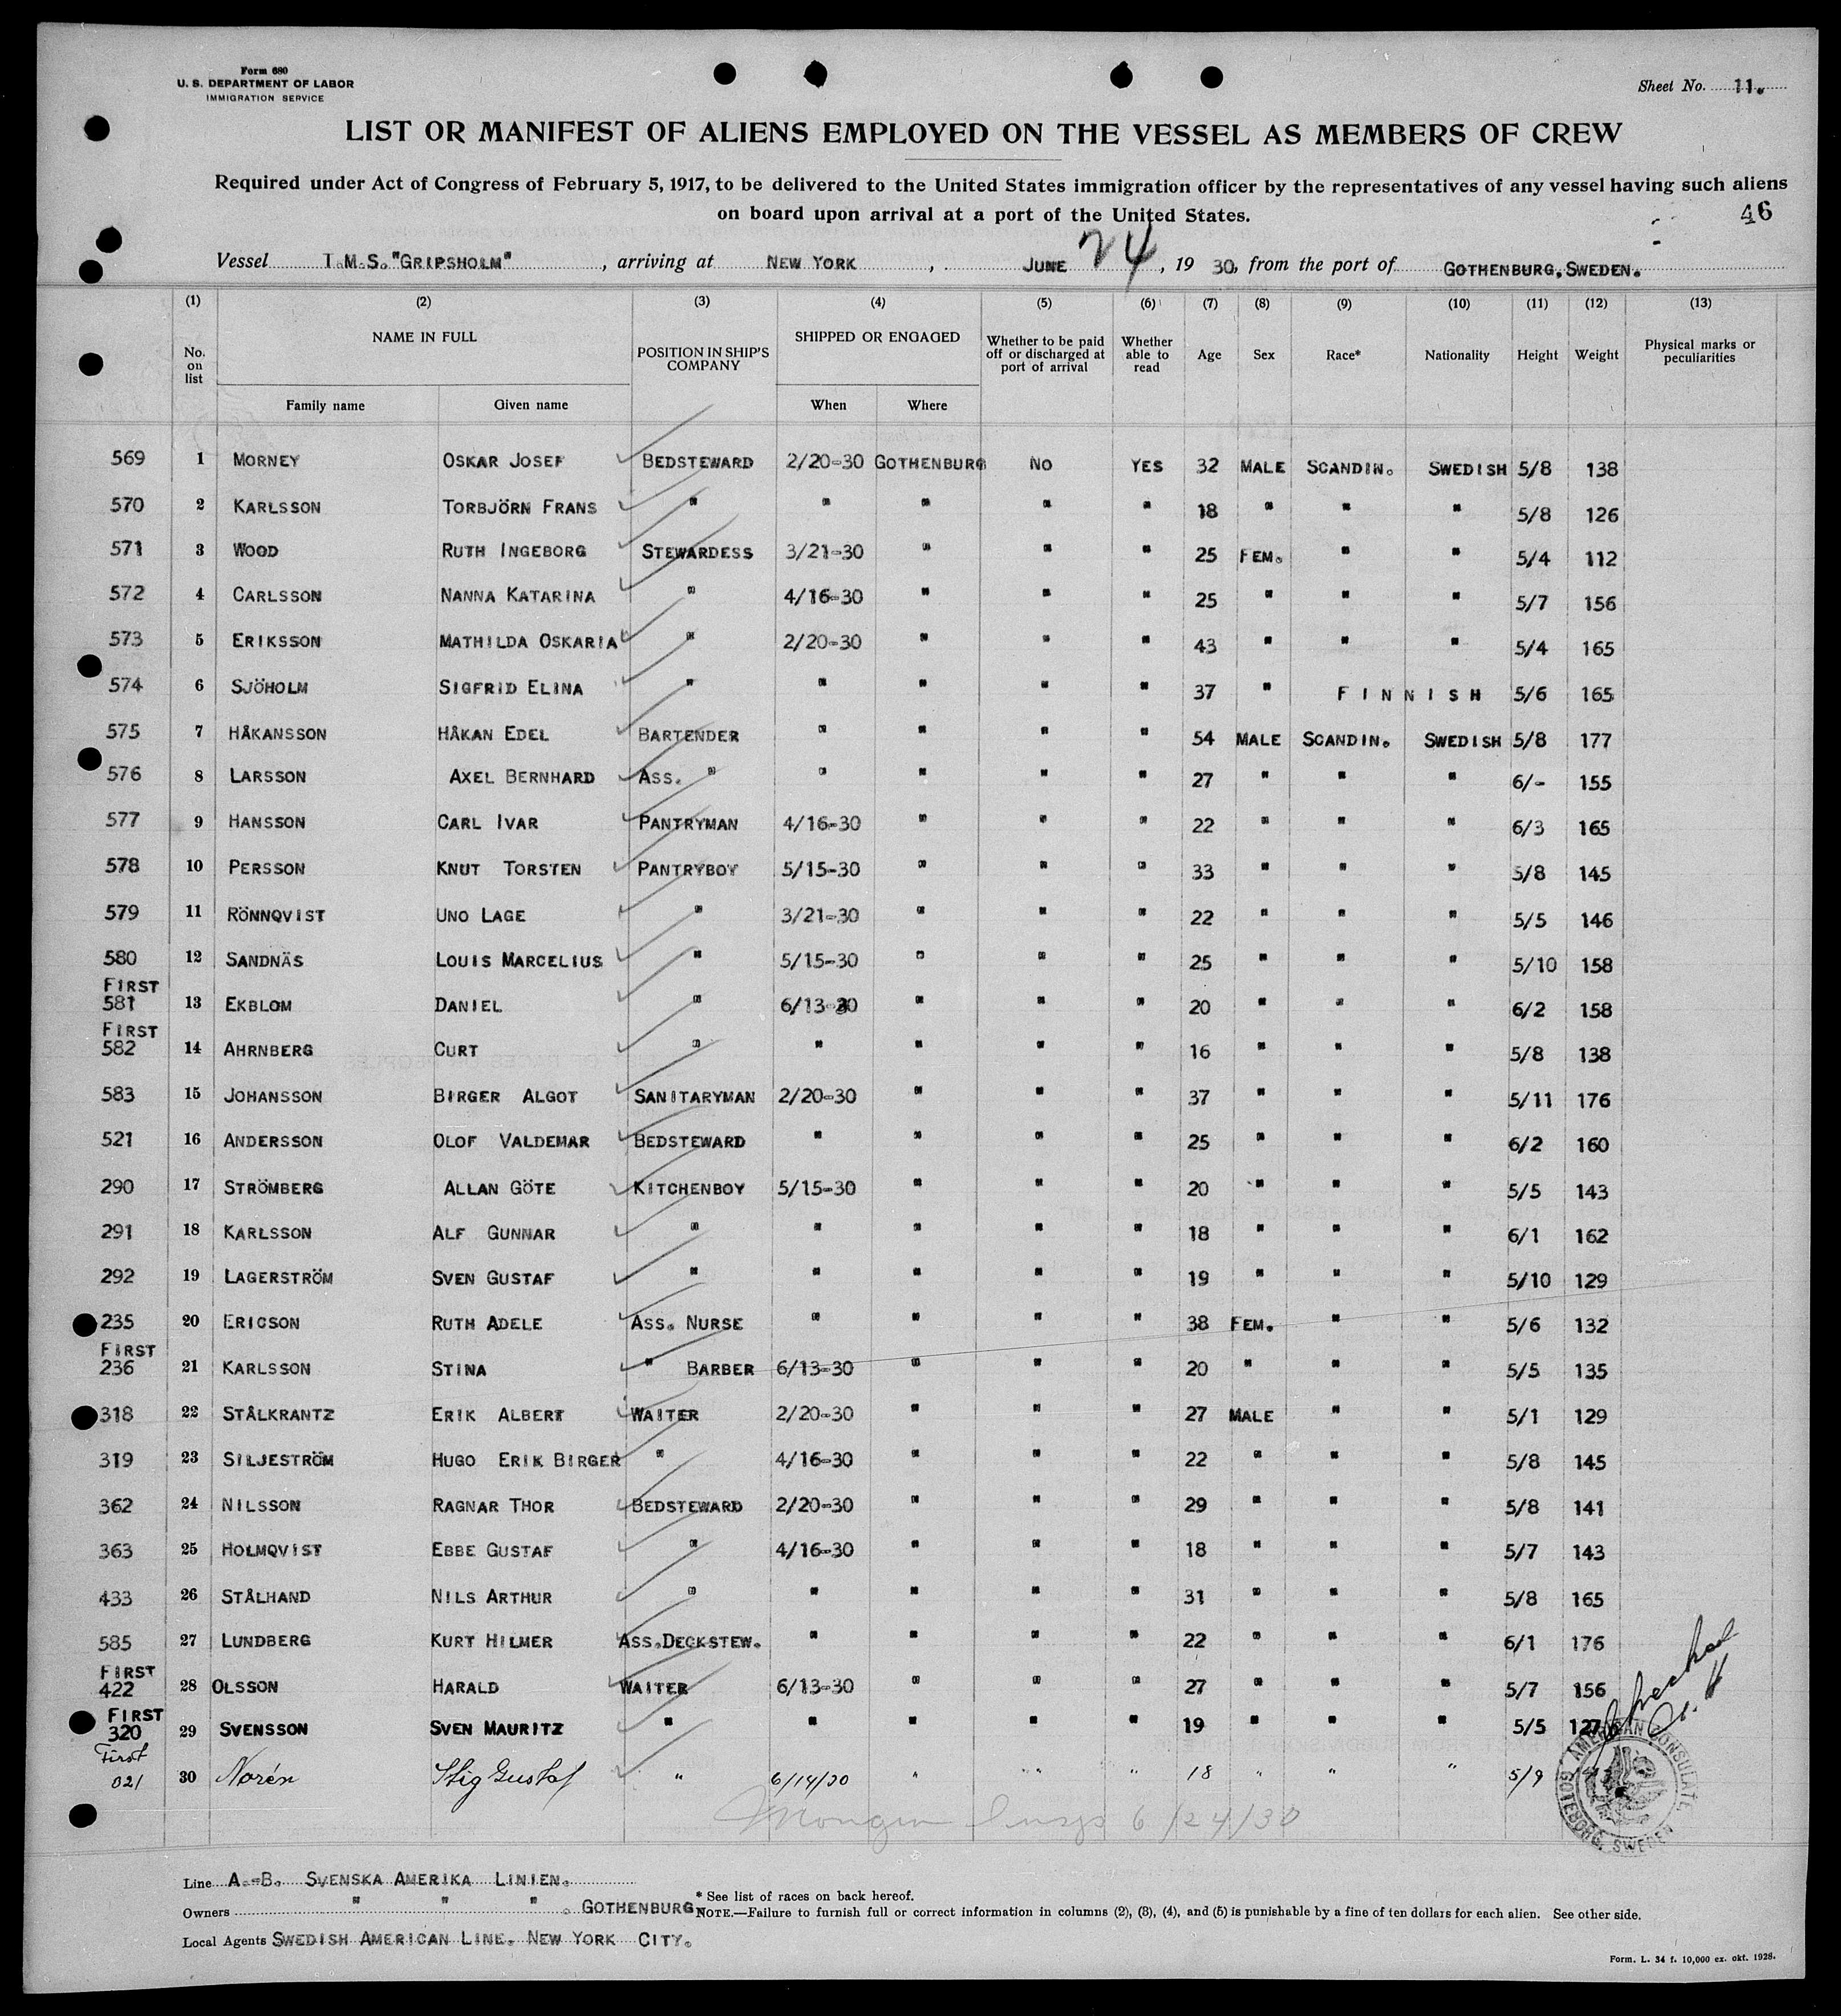 Form 680
U. S. DEPARTMENT OF LABOR
IMMIGRATION SERVICE
Sheet No. 11.
LIST OR MANIFEST OF ALIENS EMPLOYED ON THE VESSEL AS MEMBERS OF CREW
Required under Act of Congress of February 5, 1917, to be delivered to the United States immigration officer by the representatives of any vessel having such aliens
on board upon arrival at a port of the United States.
46
Vessel T.M.S. "GRIPSHOLM", arriving at NEW YORK, JUNE 24, 1930, from the port of GOTHENBURG, SWEDEN.
(1) (2) (3) (4) (5) (6) (7) (8) (9) (10) (11) (12) (13)
No. on list NAME IN FULL POSITION IN SHIP'S COMPANY SHIPPED OR ENGAGED Whether to be paid off or discharged at port of arrival Whether able to read Age Sex Race* Nationality Height Weight Physical marks or peculiarities
Family name Given name When Where
569 1 MORNEY OSKAR JOSEF BEDSTEWARD 2/20-30 GOTHENBURG NO YES 32 MALE SCANDIN. SWEDISH 5/8 138
570 2 KARLSSON TORBJÖRN FRANS " " " " " 18 " " " 5/8 126
571 3 WOOD RUTH INGEBORG STEWARDESS 3/21-30 " " " 25 FEM. " " 5/4 112
572 4 CARLSSON NANNA KATARINA " 4/16-30 " " " 25 " " " 5/7 156
573 5 ERIKSSON MATHILDA OSKARIA " 2/20-30 " " " 43 " " " 5/4 165
574 6 SJÖHOLM SIGFRID ELINA " " " " " 37 " FINNISH 5/6 165
575 7 HÅKANSSON HÅKAN EDEL BARTENDER " " " " 54 MALE SCANDIN. SWEDISH 5/8 177
576 8 LARSSON AXEL BERNHARD ASS. " " " " " 27 " " " 6/- 155
577 9 HANSSON CARL IVAR PANTRYMAN 4/16-30 " " " 22 " " " 6/3 165
578 10 PERSSON KNUT TORSTEN PANTRYBOY 5/15-30 " " " 33 " " " 5/8 145
579 11 RÖNNQVIST UNO LAGE " 3/21-30 " " " 22 " " " 5/5 146
580 12 SANDNÄS LOUIS MARCELIUS " 5/15-30 " " " 25 " " " 5/10 158
FIRST
581 13 EKBLOM DANIEL " 6/13-30 " " " 20 " " " 6/2 158
FIRST
582 14 AHRNBERG CURT " " " " " 16 " " " 5/8 138
583 15 JOHANSSON BIRGER ALGOT SANITARYMAN 2/20-30 " " " 37 " " " 5/11 176
521 16 ANDERSSON OLOF VALDEMAR BEDSTEWARD " " " " 25 " " " 6/2 160
290 17 STRÖMBERG ALLAN GÖTE KITCHENBOY 5/15-30 " " " 20 " " " 5/5 143
291 18 KARLSSON ALF GUNNAR " " " " " 18 " " " 6/1 162
292 19 LAGERSTRÖM SVEN GUSTAF " " " " " 19 " " " 5/10 129
235 20 ERICSON RUTH ADELE ASS. NURSE " " " " 38 FEM. " " 5/6 132
FIRST
236 21 KARLSSON STINA " BARBER 6/13-30 " " " 20 " " " 5/5 135
318 22 STÅLKRANTZ ERIK ALBERT WAITER 2/20-30 " " " 27 MALE " " 5/1 129
319 23 SILJESTRÖM HUGO ERIK BIRGER " 4/16-30 " " " 22 " " " 5/8 145
362 24 NILSSON RAGNAR THOR BEDSTEWARD 2/20-30 " " " 29 " " " 5/8 141
363 25 HOLMQVIST EBBE GUSTAF " 4/16-30 " " " 18 " " " 5/7 143
433 26 STÅLHAND NILS ARTHUR " " " " " 31 " " " 5/8 165
585 27 LUNDBERG KURT HILMER ASS.DECKSTEW. " " " " 22 " " " 6/1 176
FIRST
422 28 OLSSON HARALD WAITER 6/13-30 " " " 27 " " " 5/7 156
FIRST
320 29 SVENSSON SVEN MAURITZ " " " " " 19 " " " 5/5 127
First
021 30 Norén Stig Gustaf " 6/14/30 " " " " 18 " " " 5/9
Checked
AMERICAN CONSULATE
GOTEBORG, SWEDEN
6/24/30
Line A.-B. SVENSKA AMERIKA LINIEN.
Owners " " " . GOTHENBURG.
* See list of races on back hereof.
NOTE.—Failure to furnish full or correct information in columns (2), (3), (4), and (5) is punishable by a fine of ten dollars for each alien. See other side.
Local Agents SWEDISH AMERICAN LINE. NEW YORK CITY.
Form. L. 34 f. 10,000 ex. okt. 1928.